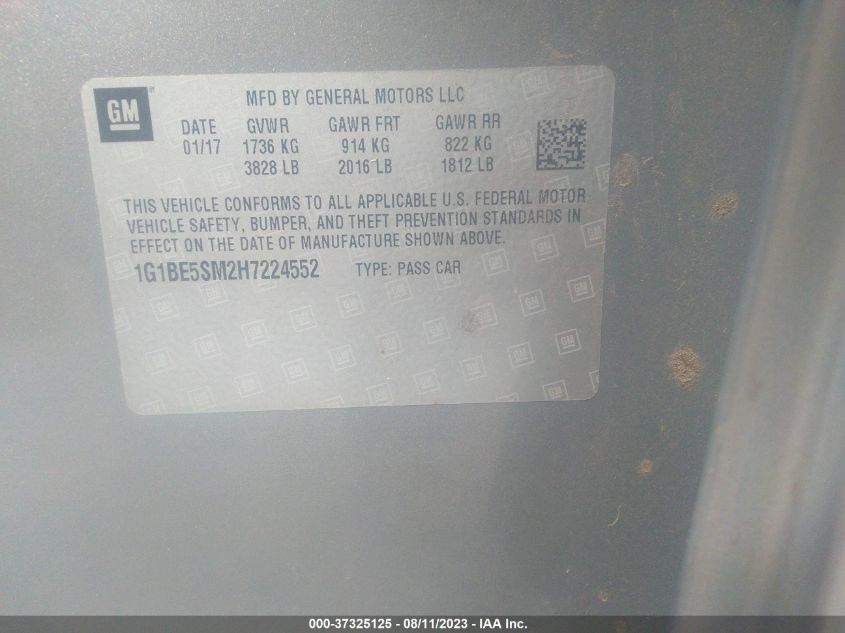 GM
MFD BY GENERAL MOTORS LLC
DATE GVWR GAWR FRT GAWR RR
01/17 1736 KG 914 KG 822 KG
3828 LB 2016 LB 1812 LB
THIS VEHICLE CONFORMS TO ALL APPLICABLE U.S. FEDERAL MOTOR
VEHICLE SAFETY, BUMPER, AND THEFT PREVENTION STANDARDS IN
EFFECT ON THE DATE OF MANUFACTURE SHOWN ABOVE.
1G1BE5SM2H7224552 TYPE: PASS CAR
000-37325125 - 08/11/2023 - IAA Inc.